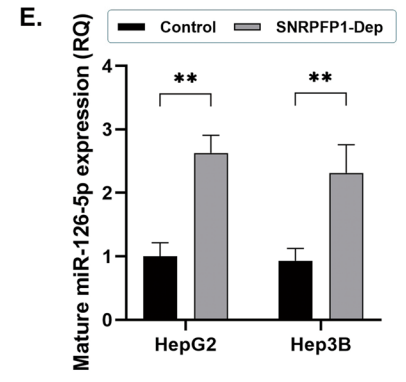 E.
Control SNRPFP1-Dep
Mature miR-126-5p expression (RQ)
4
3
2
1
0
** **
HepG2 Hep3B